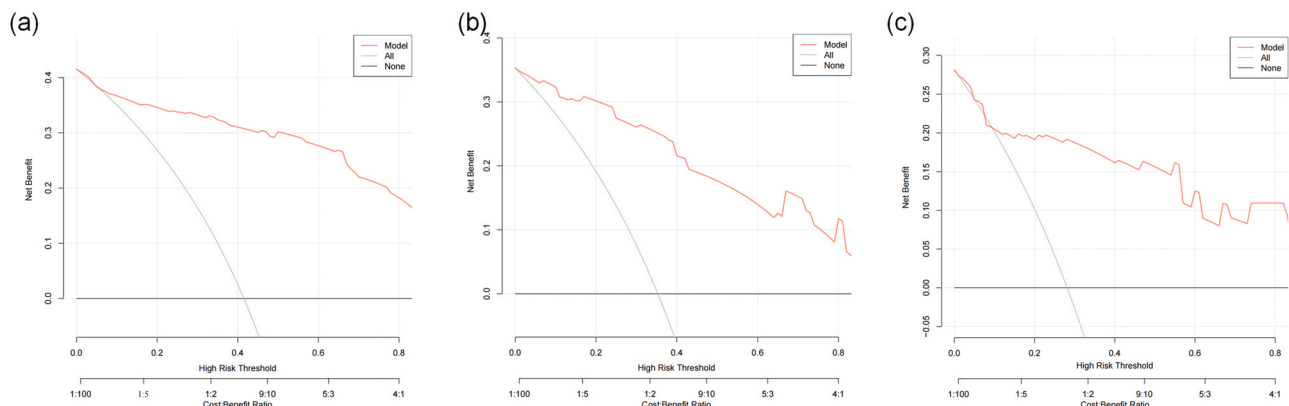 (a)
Model
All
None
0.4
0.3
0.2
0.1
0.0
Net Benefit
0.0 0.2 0.4 0.6 0.8
High Risk Threshold
1:100 1:5 1:2 9:10 5:3 4:1
Cost:Benefit Ratio
(b)
Model
All
None
0.4
0.3
0.2
0.1
0.0
Net Benefit
0.0 0.2 0.4 0.6 0.8
High Risk Threshold
1:100 1:5 1:2 9:10 5:3 4:1
Cost:Benefit Ratio
(c)
Model
All
None
0.30
0.25
0.20
0.15
0.10
0.05
0.00
−0.05
Net Benefit
0.0 0.2 0.4 0.6 0.8
High Risk Threshold
1:100 1:5 1:2 9:10 5:3 4:1
Cost:Benefit Ratio